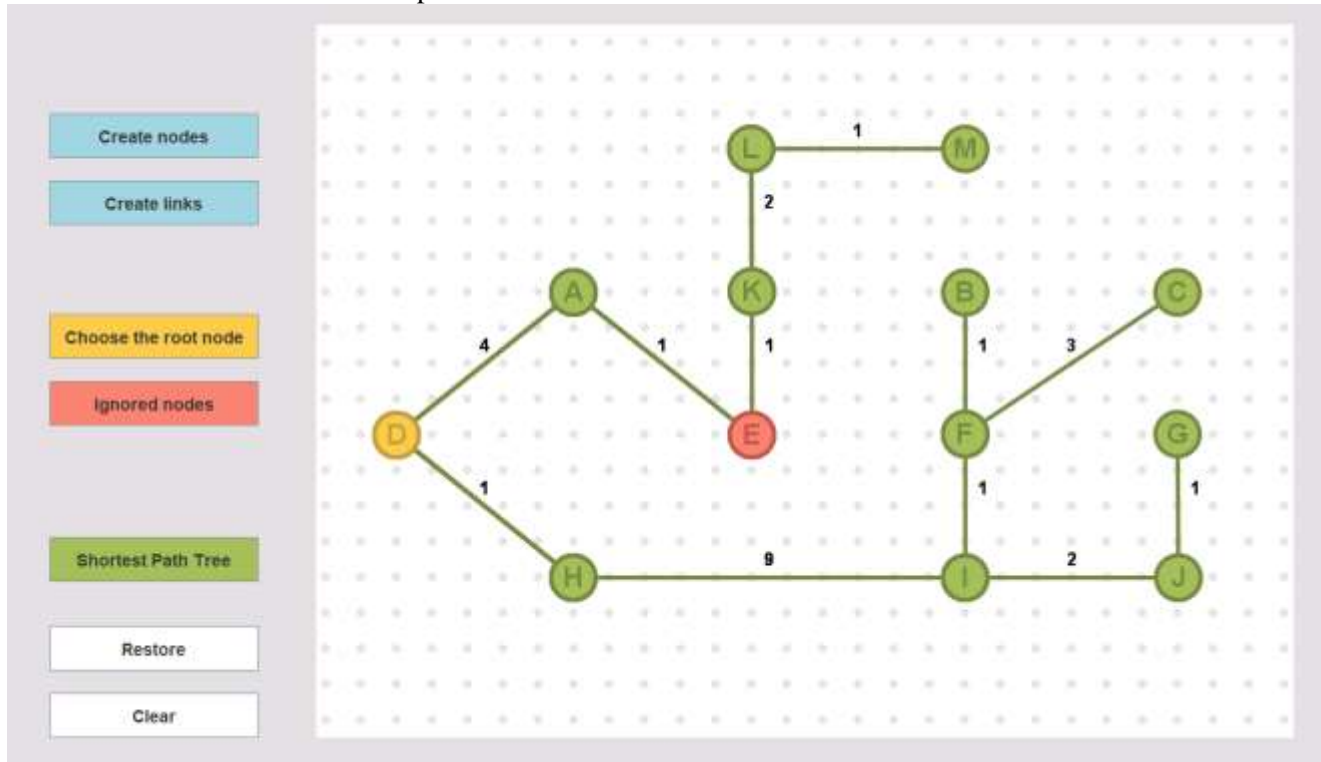 Create nodes
Create links
Choose the root node
Ignored nodes
Shortest Path Tree
Restore
Clear
L
1
M
2
A
K
B
C
4
1
1
1
3
D
E
F
G
1
1
1
H
9
I
2
J